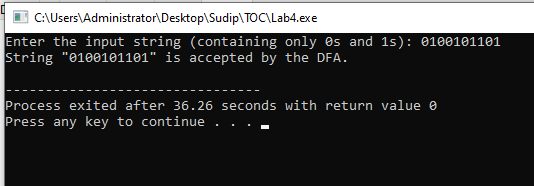 C:\Users\Administrator\Desktop\Sudip\TOC\Lab4.exe
Enter the input string (containing only 0s and 1s): 0100101101
String "0100101101" is accepted by the DFA.
--------------------------------
Process exited after 36.26 seconds with return value 0
Press any key to continue . . .